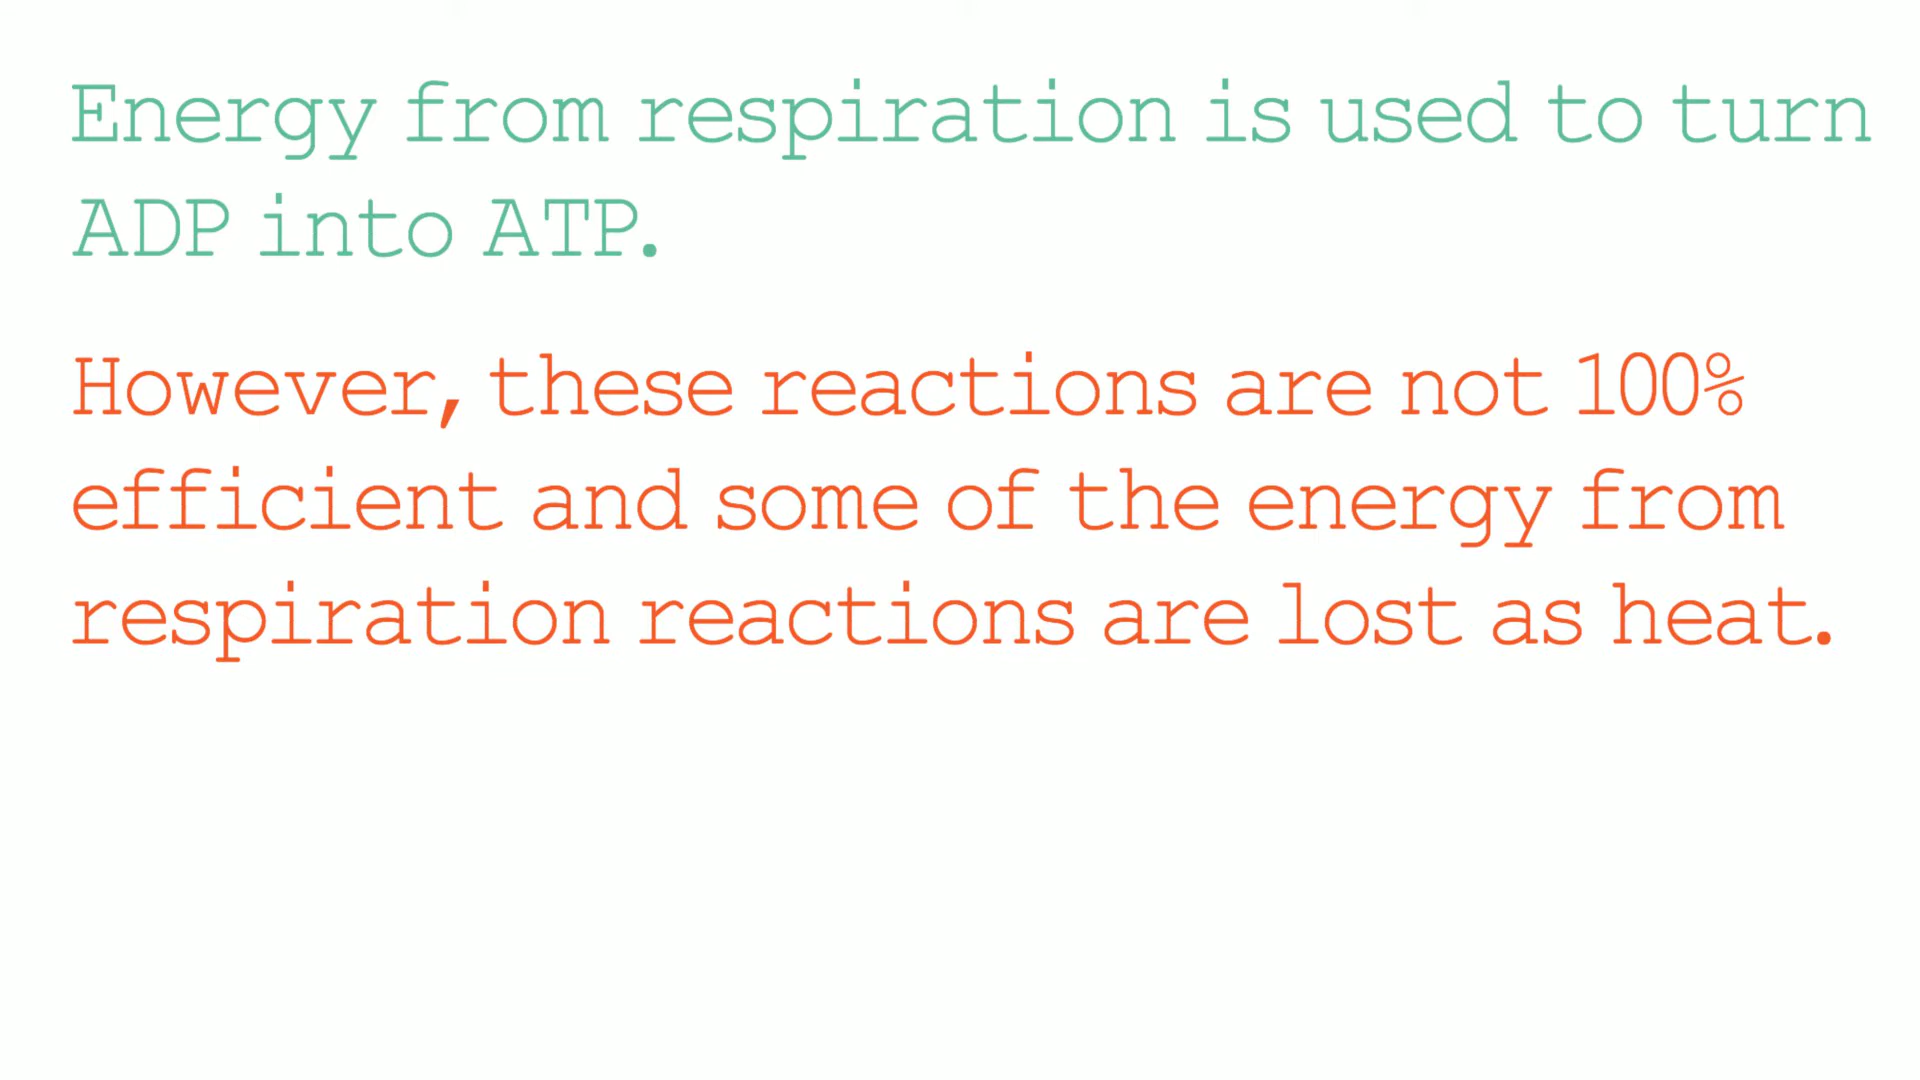 Energy from respiration is used to turn
ADP into ATP.
However, these reactions are not 100%
efficient and some of the energy from
respiration reactions are lost as heat.